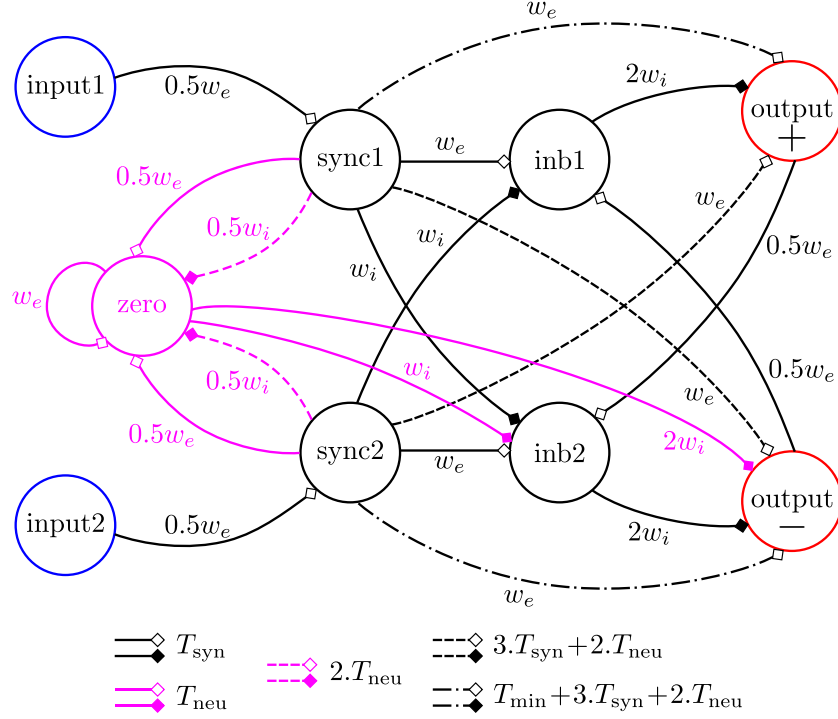 w_e
input1
0.5w_e
2w_i
output
+
sync1
w_e
inb1
0.5w_e
w_e
0.5w_i
w_i
w_i
0.5w_e
w_e
zero
w_i
0.5w_i
w_e
0.5w_e
0.5w_e
2w_i
sync2
w_e
inb2
output
−
input2
0.5w_e
2w_i
w_e
T_syn
3.T_syn+2.T_neu
2.T_neu
T_neu
T_min+3.T_syn+2.T_neu